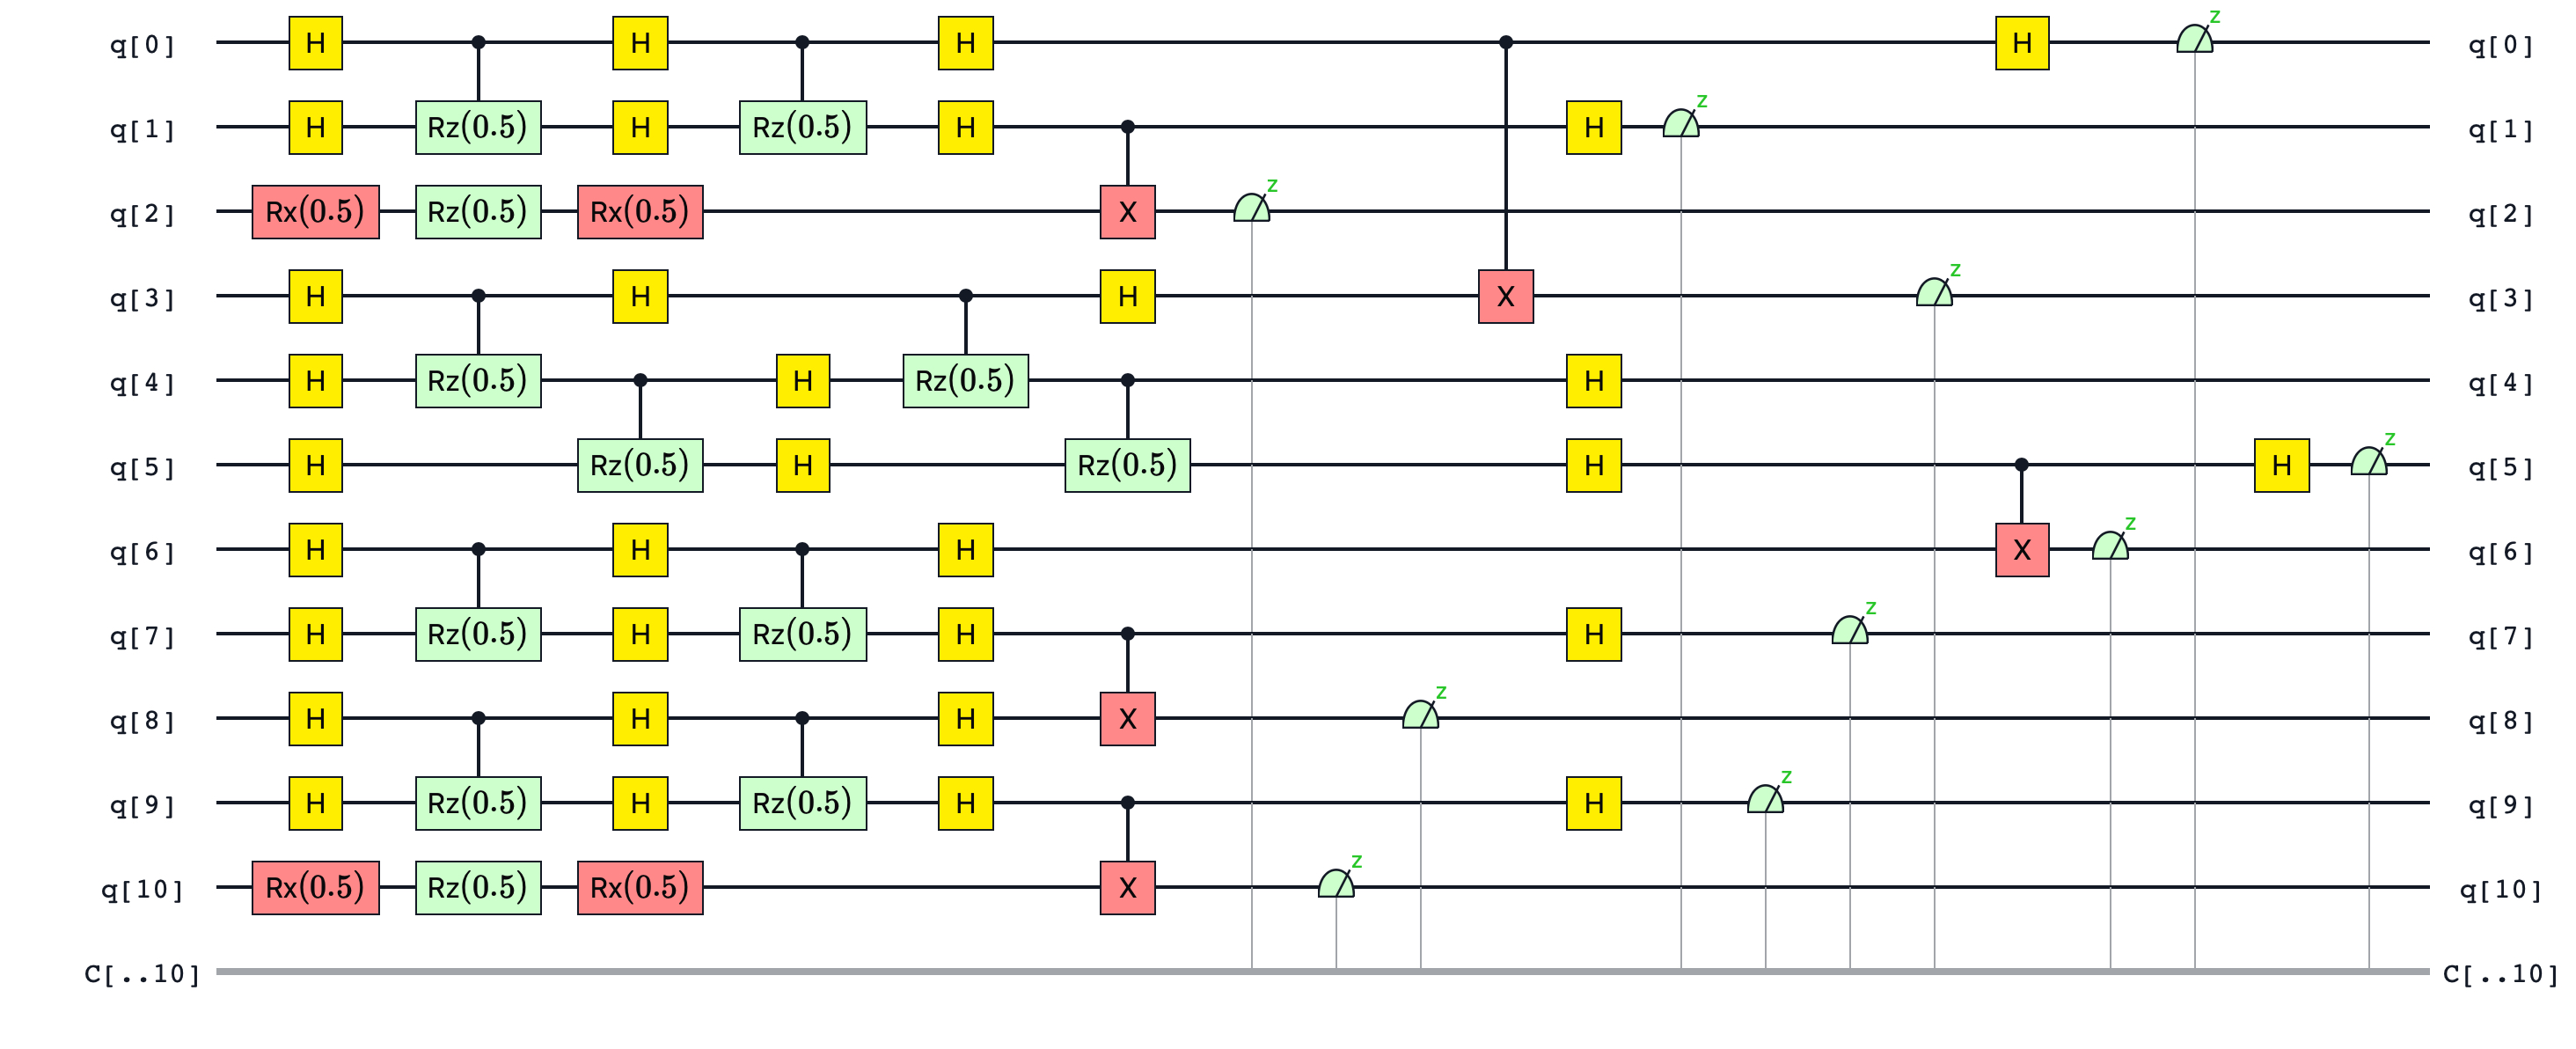 q[0] H H H H z q[0]
q[1] H Rz(0.5) H Rz(0.5) H H z q[1]
q[2] Rx(0.5) Rz(0.5) Rx(0.5) X z q[2]
q[3] H H H X z q[3]
q[4] H Rz(0.5) H Rz(0.5) H q[4]
q[5] H Rz(0.5) H Rz(0.5) H H z q[5]
q[6] H H H X z q[6]
q[7] H Rz(0.5) H Rz(0.5) H H z q[7]
q[8] H H H X z q[8]
q[9] H Rz(0.5) H Rz(0.5) H H z q[9]
q[10] Rx(0.5) Rz(0.5) Rx(0.5) X z q[10]
C[..10] C[..10]